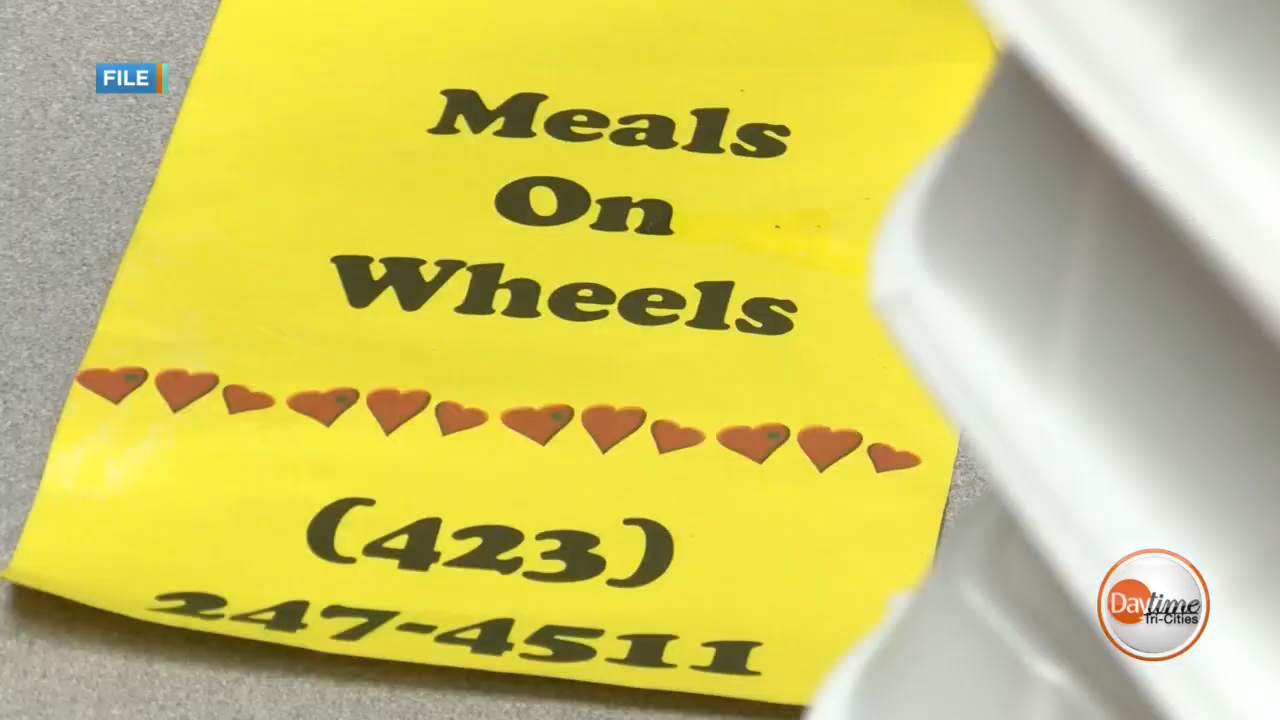 FILE
Meals
On
Wheels
(423)
247-4511
Daytime
Tri-Cities